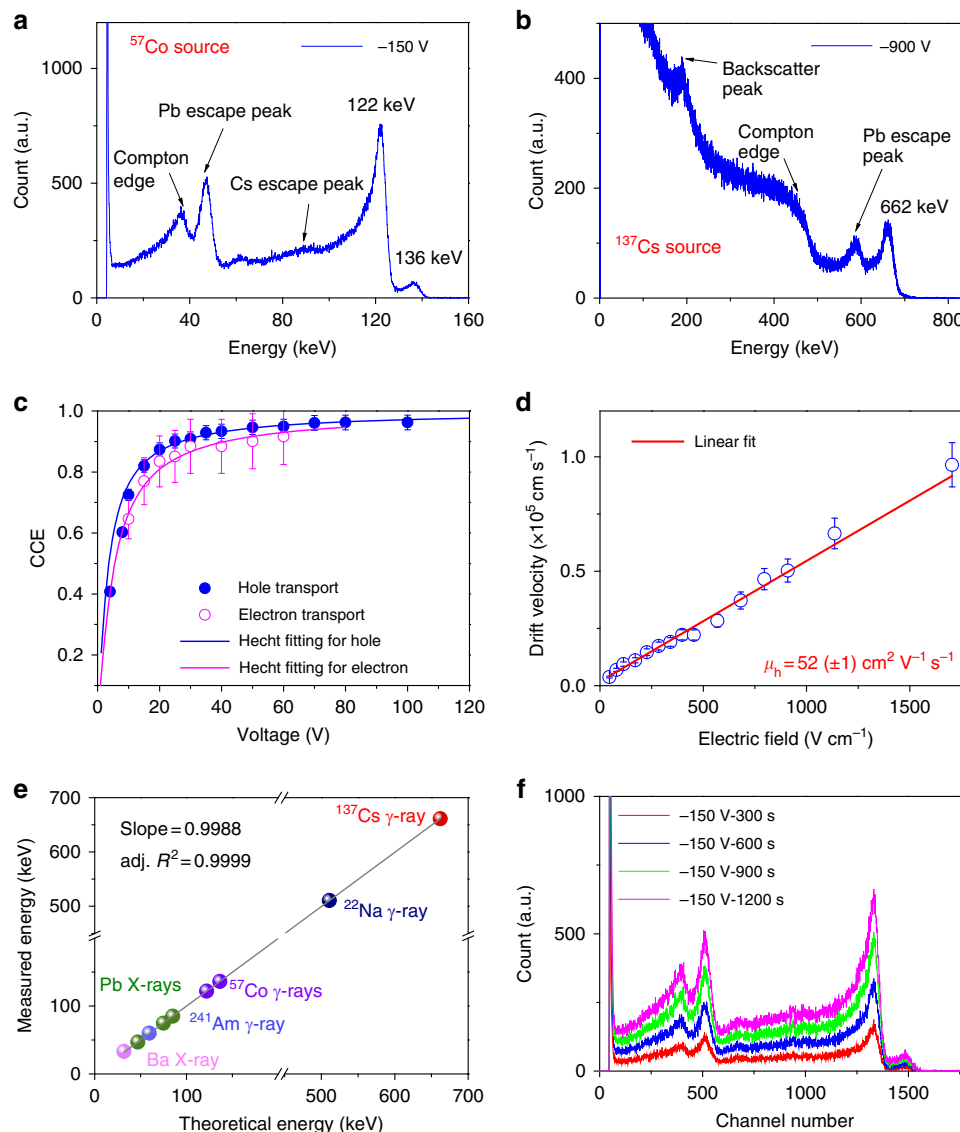 a
⁵⁷Co source
–150 V
Pb escape peak
Compton
edge
Cs escape peak
122 keV
136 keV
Count (a.u.)
1000
500
0
0
40
80
120
160
Energy (keV)
b
–900 V
Backscatter
peak
Compton
edge
Pb escape
peak
662 keV
¹³⁷Cs source
Count (a.u.)
400
200
0
0
200
400
600
800
Energy (keV)
c
CCE
1.0
0.8
0.6
0.4
0.2
Hole transport
Electron transport
Hecht fitting for hole
Hecht fitting for electron
0
20
40
60
80
100
120
Voltage (V)
d
Linear fit
Drift velocity (×10⁵ cm s⁻¹)
1.0
0.5
0.0
μₕ = 52 (±1) cm² V⁻¹ s⁻¹
0
500
1000
1500
Electric field (V cm⁻¹)
e
Slope = 0.9988
adj. R² = 0.9999
¹³⁷Cs γ-ray
²²Na γ-ray
Pb X-rays
⁵⁷Co γ-rays
²⁴¹Am γ-ray
Ba X-ray
Measured energy (keV)
700
600
500
200
100
0
0
100
200
500
600
700
Theoretical energy (keV)
f
–150 V-300 s
–150 V-600 s
–150 V-900 s
–150 V-1200 s
Count (a.u.)
1000
500
0
0
500
1000
1500
Channel number